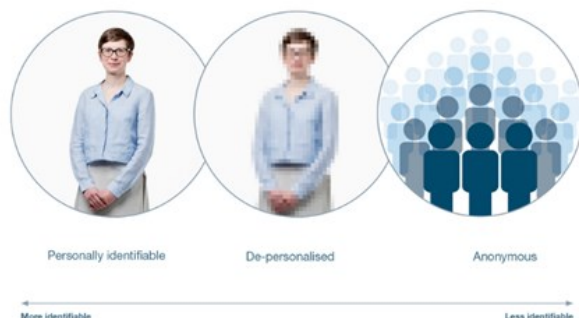 Personally identifiable
De-personalised
Anonymous
More identifiable
Less identifiable